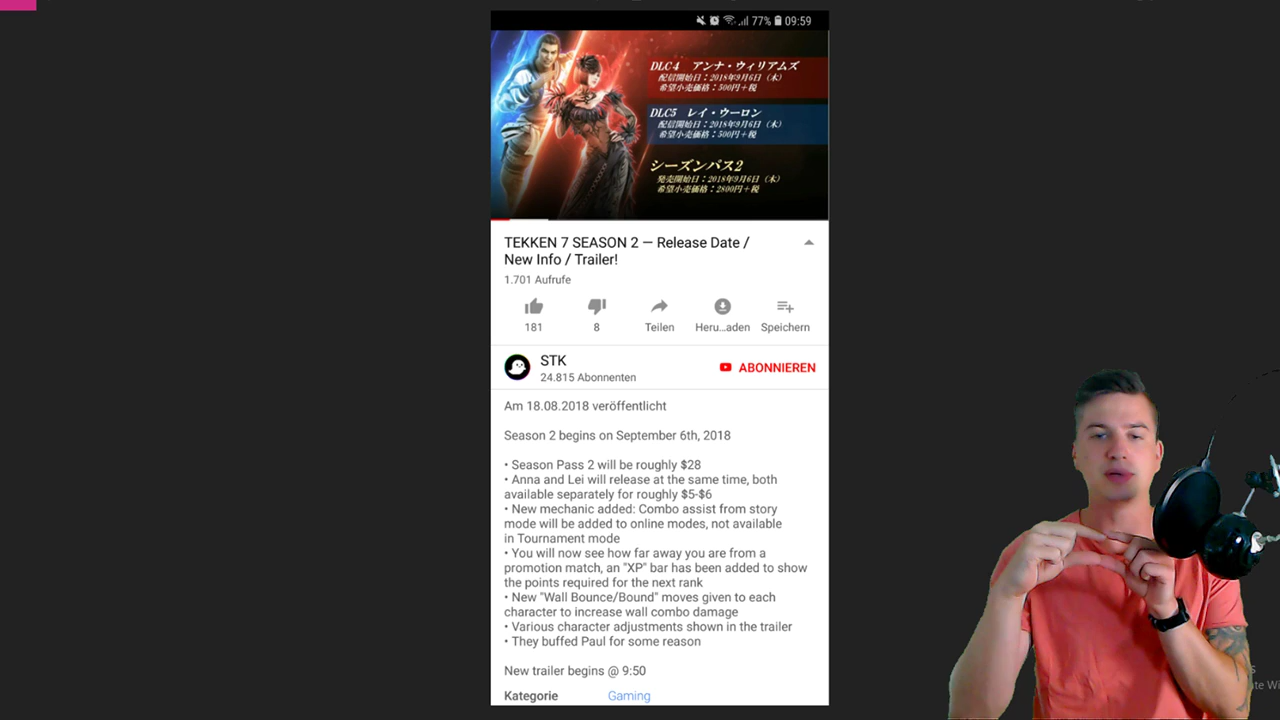 77% 09:59
DLC4 アンナ・ウィリアムズ
配信開始日：2018年9月6日（木）
希望小売価格：500円+税
DLC5 レイ・ウーロン
配信開始日：2018年9月6日（木）
希望小売価格：500円+税
シーズンパス2
発売開始日：2018年9月6日（木）
希望小売価格：2800円+税
TEKKEN 7 SEASON 2 — Release Date /
New Info / Trailer!
1.701 Aufrufe
181 8 Teilen Heru...aden Speichern
STK
24.815 Abonnenten
ABONNIEREN
Am 18.08.2018 veröffentlicht
Season 2 begins on September 6th, 2018
• Season Pass 2 will be roughly $28
• Anna and Lei will release at the same time, both
available separately for roughly $5-$6
• New mechanic added: Combo assist from story
mode will be added to online modes, not available
in Tournament mode
• You will now see how far away you are from a
promotion match, an "XP" bar has been added to show
the points required for the next rank
• New "Wall Bounce/Bound" moves given to each
character to increase wall combo damage
• Various character adjustments shown in the trailer
• They buffed Paul for some reason
New trailer begins @ 9:50
Kategorie Gaming